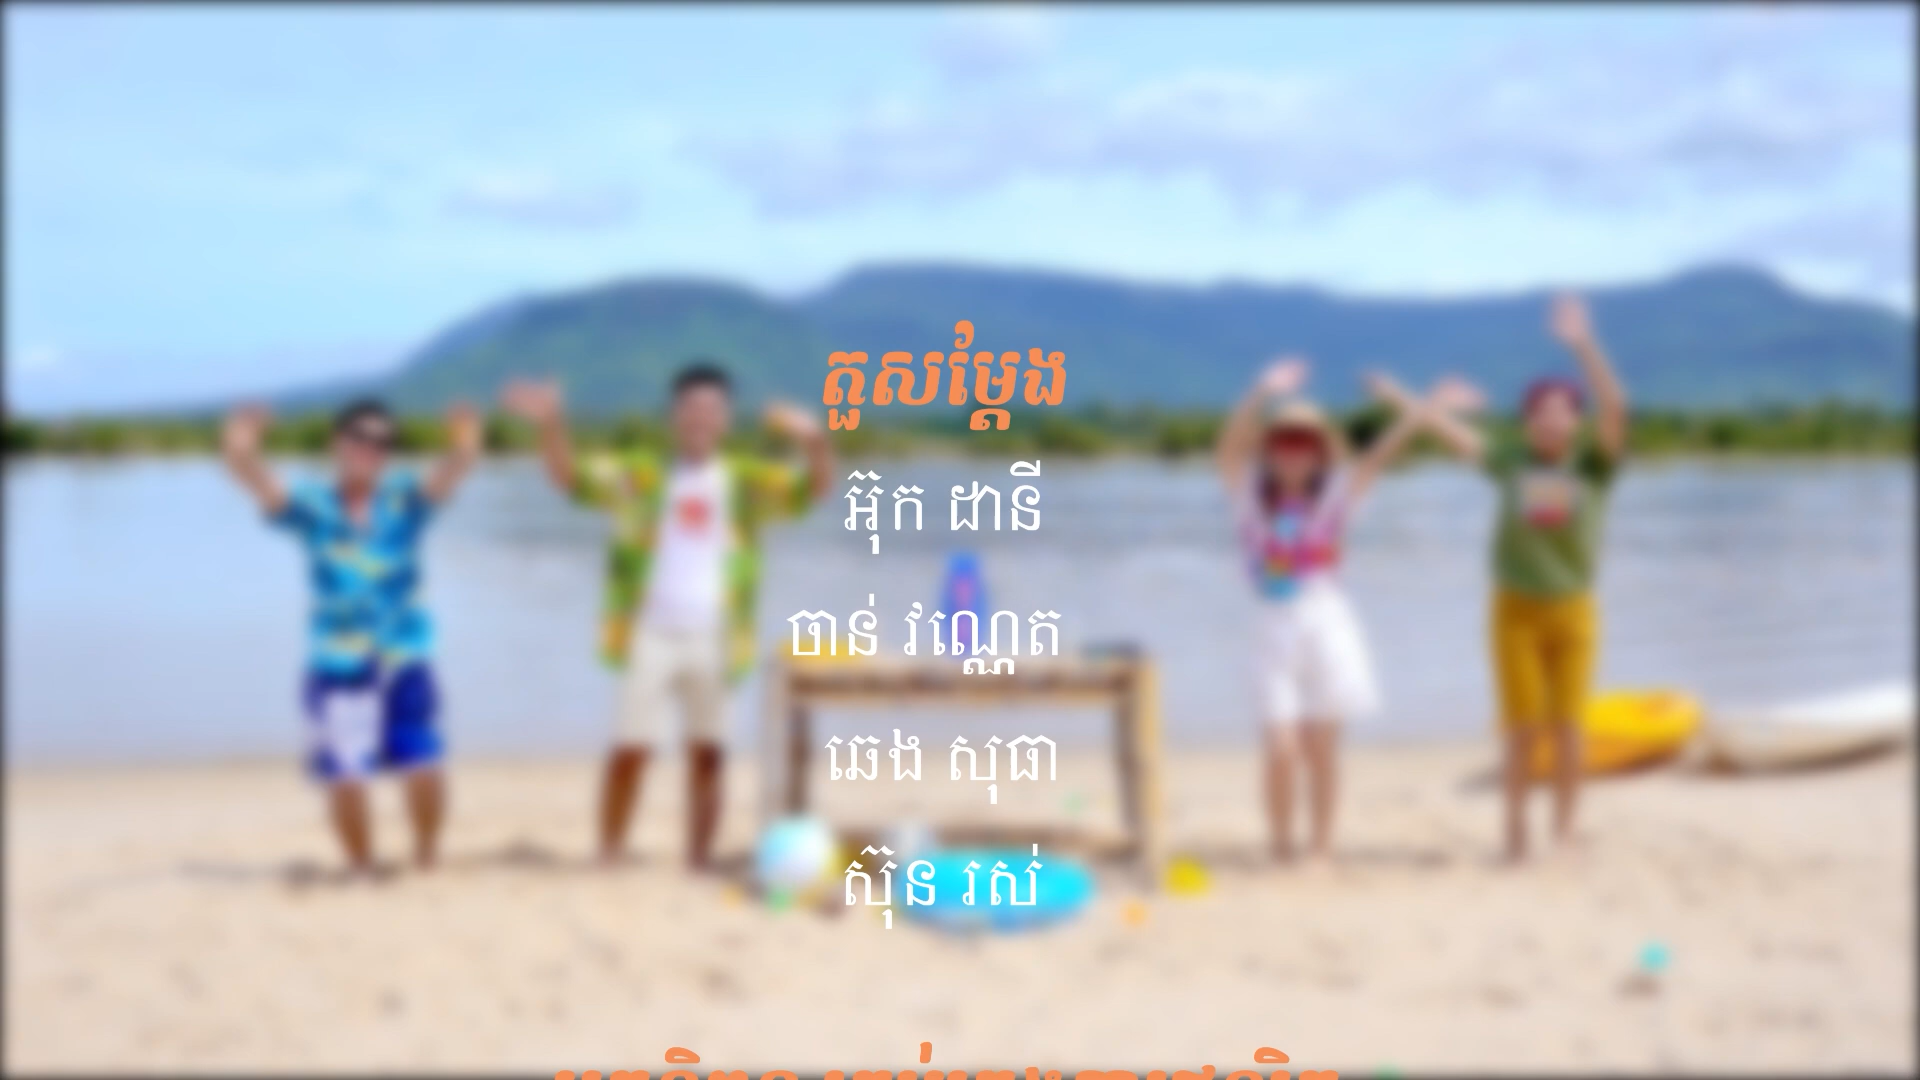 តួសម្ដែង
អ៊ុក ដានី
ចាន់ វណ្ណេត
ឆេង សុធា
ស៊ុន រស់